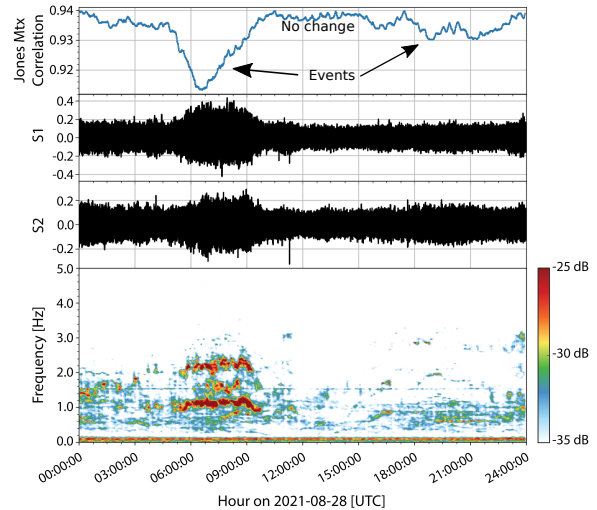 Jones Mtx
Correlation
0.94
0.93
0.92
No change
Events
S1
0.4
0.2
0.0
-0.2
-0.4
S2
0.2
0.0
-0.2
Frequency [Hz]
5.0
4.0
3.0
2.0
1.0
0.0
-25 dB
-30 dB
-35 dB
00:00:00
03:00:00
06:00:00
09:00:00
12:00:00
15:00:00
18:00:00
21:00:00
24:00:00
Hour on 2021-08-28 [UTC]